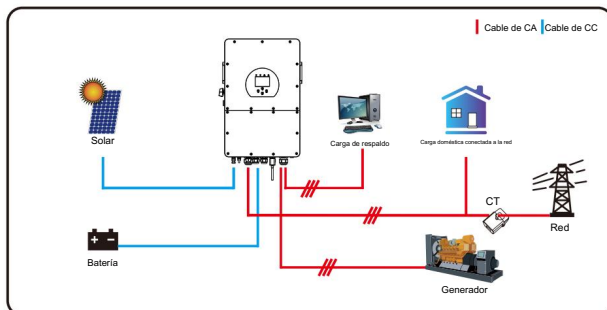 Cable de CA
Cable de CC
Solar
Carga de respaldo
Carga doméstica conectada a la red
CT
Red
Batería
Generador